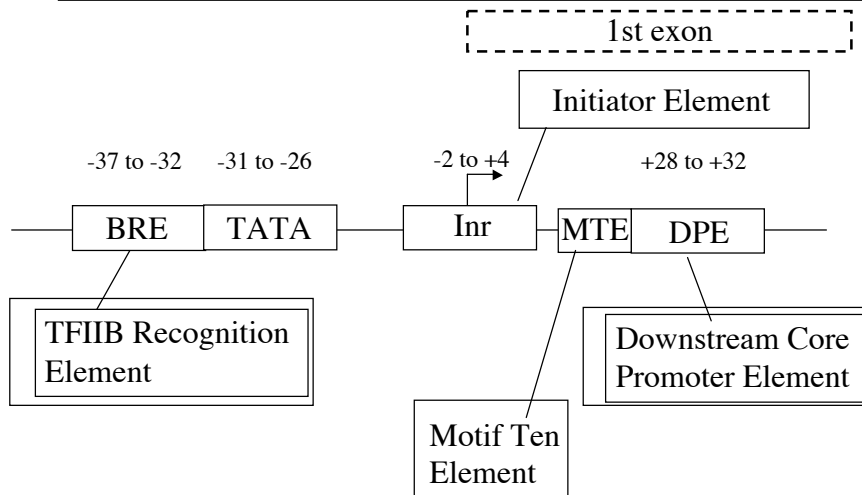 1st exon
Initiator Element
-37 to -32 -31 to -26 -2 to +4 +28 to +32
BRE TATA Inr MTE DPE
TFIIB Recognition
Element
Downstream Core
Promoter Element
Motif Ten
Element